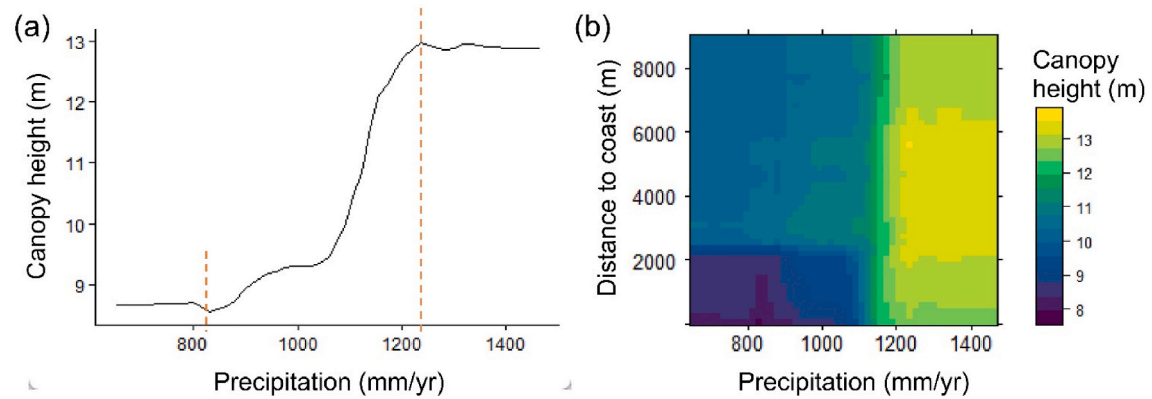 (a)
Canopy height (m)
13
12
11
10
9
800
1000
1200
1400
Precipitation (mm/yr)
(b)
Distance to coast (m)
8000
6000
4000
2000
800
1000
1200
1400
Precipitation (mm/yr)
Canopy
height (m)
13
12
11
10
9
8